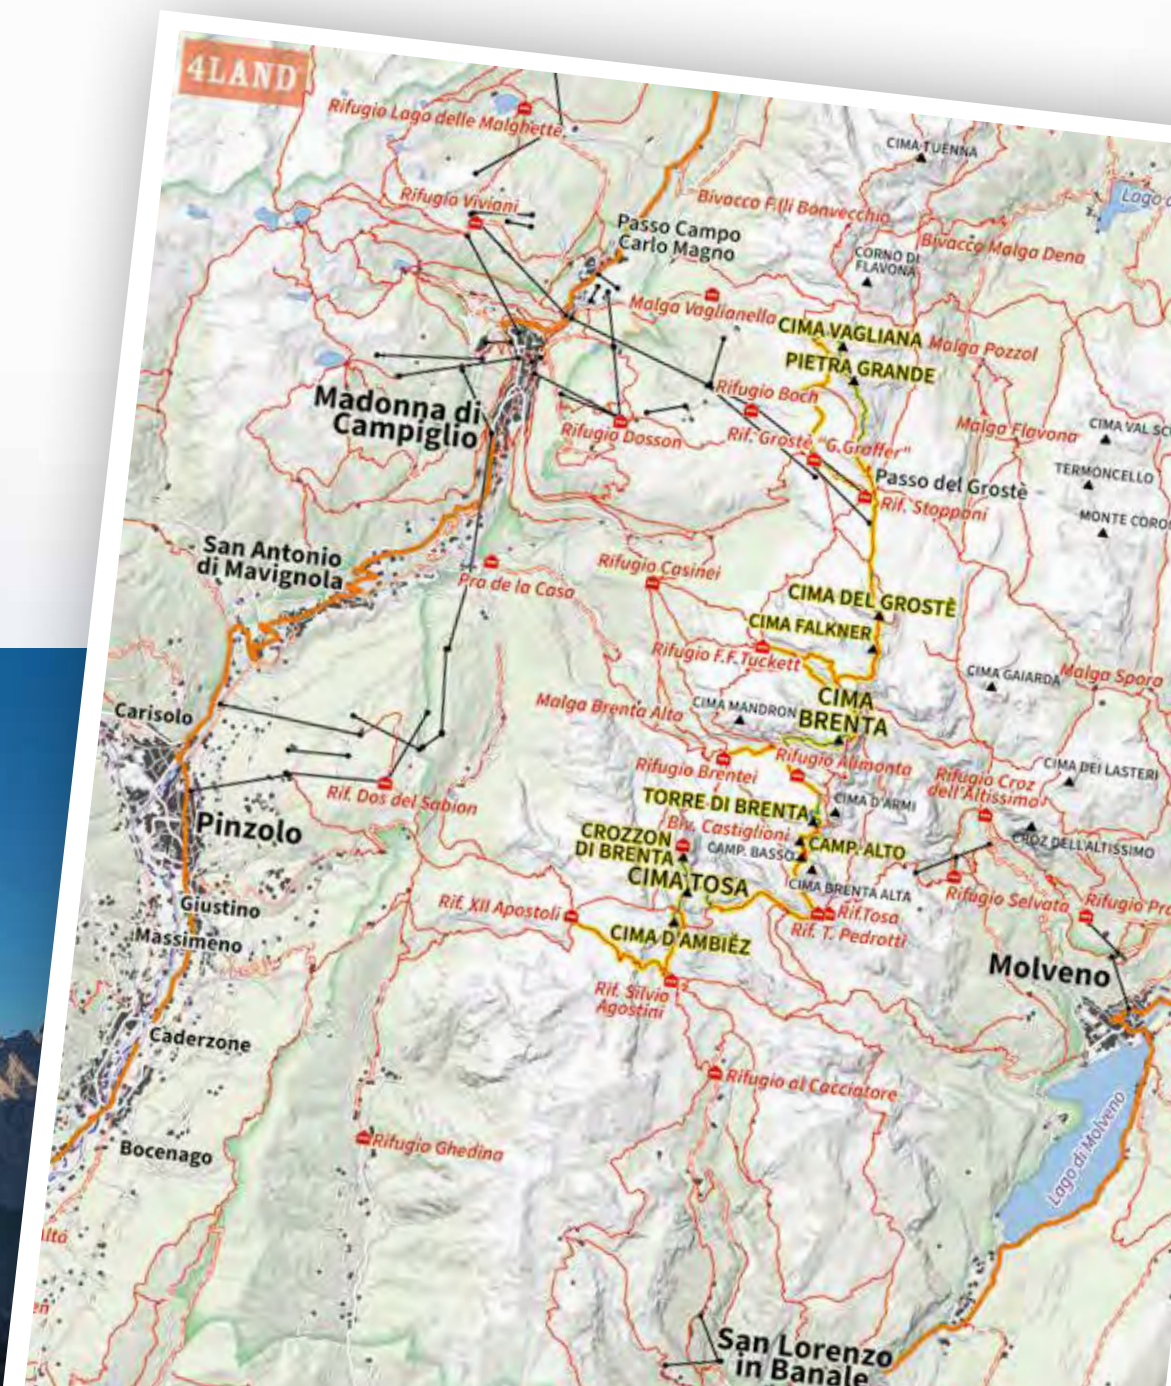 4LAND
Rifugio Lago delle Malghette
CIMA TUENNA
Rifugio Viviani
Bivacco F.lli Bonvecchio
Lago
Passo Campo
Carlo Magno
Bivacco Malga Dena
CORNO DI
FLAVONA
Malga Vaglianella
CIMA VAGLIANA
Malga Pozzol
PIETRA GRANDE
Madonna di
Campiglio
Rifugio Boch
Rifugio Dosson
Rif. Grostè "G.Graffer"
Malga Flavona
CIMA VAL SC
Passo del Grostè
TERMONCELLO
Rif. Stoppani
MONTE CORO
San Antonio
di Mavignola
Pra de la Casa
Rifugio Casinei
CIMA DEL GROSTÈ
CIMA FALKNER
Rifugio F.F.Tuckett
CIMA GAIARDA
Malga Spora
Carisolo
Malga Brenta Alta
CIMA MANDRON
CIMA
BRENTA
Rifugio Brentei
Rifugio Alimonta
CIMA DEI LASTERI
Rifugio Croz
dell'Altissimo
Rif. Dos del Sabion
TORRE DI BRENTA
CIMA D'ARMI
Pinzolo
Biv. Castiglioni
CROZZON
DI BRENTA
CAMP. BASSO
CAMP. ALTO
CROZ DELL'ALTISSIMO
CIMA TOSA
CIMA BRENTA ALTA
Giustino
Rif. XII Apostoli
Rif.Tosa
Rif. T. Pedrotti
Rifugio Selvata
Rifugio Pr
Massimeno
CIMA D'AMBIÉZ
Molveno
Rif. Silvio
Agostini
Caderzone
Rifugio al Cacciatore
Lago di Molveno
Bocenago
Rifugio Ghedina
San Lorenzo
in Banale